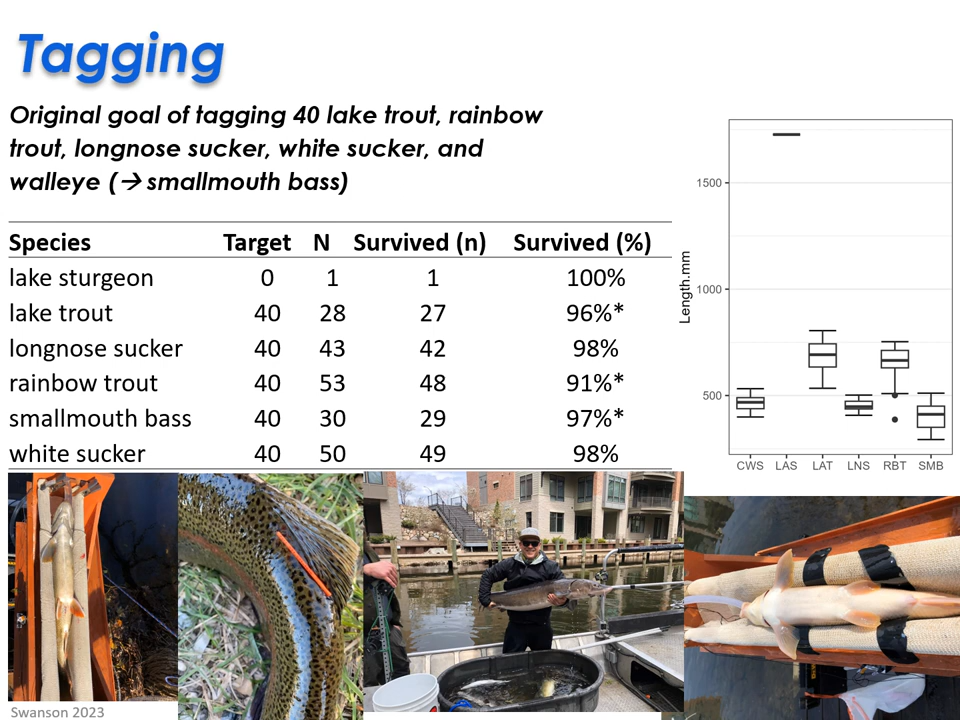 Tagging
Original goal of tagging 40 lake trout, rainbow
trout, longnose sucker, white sucker, and
walleye (→ smallmouth bass)
Species Target N Survived (n) Survived (%)
lake sturgeon 0 1 1 100%
lake trout 40 28 27 96%*
longnose sucker 40 43 42 98%
rainbow trout 40 53 48 91%*
smallmouth bass 40 30 29 97%*
white sucker 40 50 49 98%
Length.mm
1500
1000
500
CWS LAS LAT LNS RBT SMB
Swanson 2023